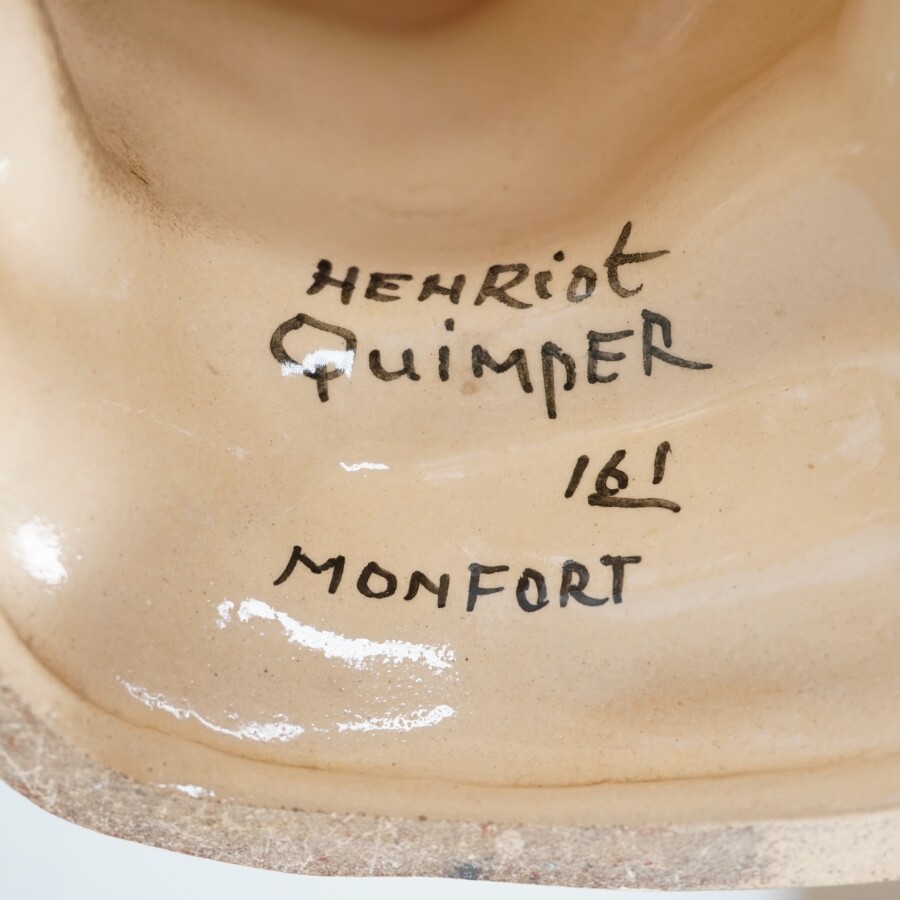 HENRiot
QuimpER
161
MONFORT